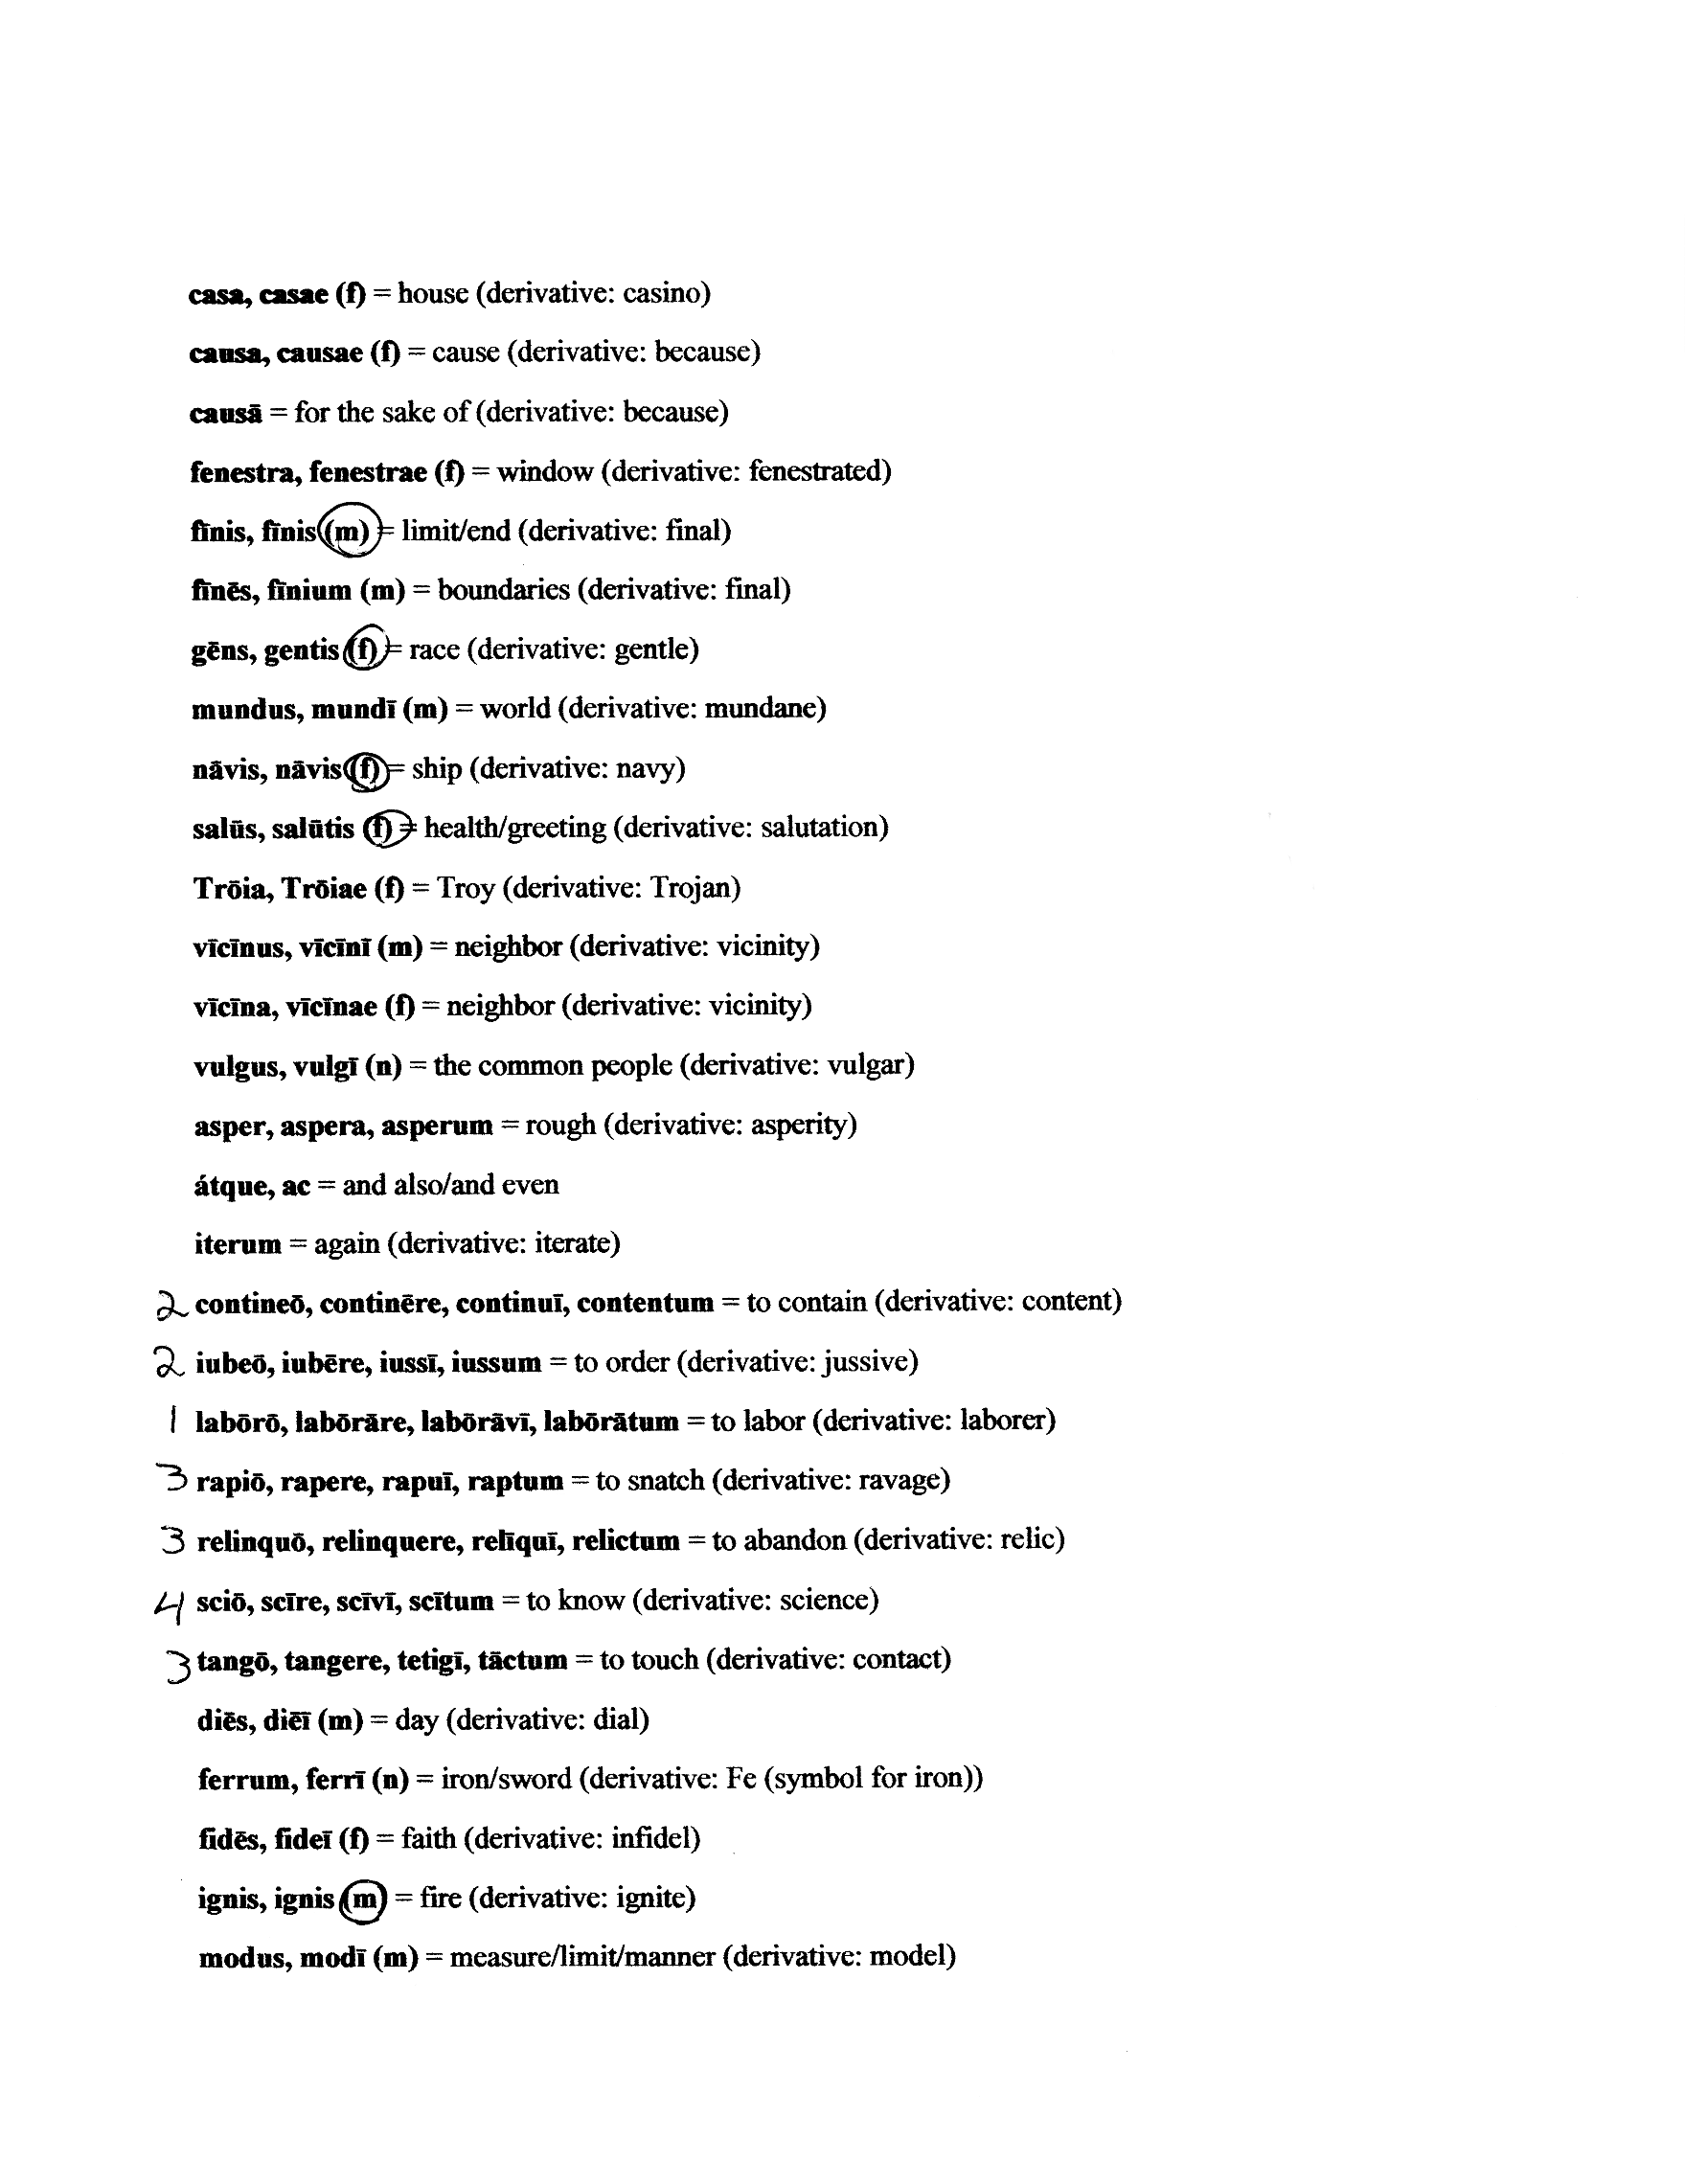 casa, casae (f) = house (derivative: casino)
causa, causae (f) = cause (derivative: because)
causā = for the sake of (derivative: because)
fenestra, fenestrae (f) = window (derivative: fenestrated)
fīnis, fīnis (m) = limit/end (derivative: final)
fīnēs, fīnium (m) = boundaries (derivative: final)
gēns, gentis (f) = race (derivative: gentle)
mundus, mundī (m) = world (derivative: mundane)
nāvis, nāvis (f) = ship (derivative: navy)
salūs, salūtis (f) = health/greeting (derivative: salutation)
Trōia, Trōiae (f) = Troy (derivative: Trojan)
vīcīnus, vīcīnī (m) = neighbor (derivative: vicinity)
vīcīna, vīcīnae (f) = neighbor (derivative: vicinity)
vulgus, vulgī (n) = the common people (derivative: vulgar)
asper, aspera, asperum = rough (derivative: asperity)
átque, ac = and also/and even
iterum = again (derivative: iterate)
2 contineō, continēre, continuī, contentum = to contain (derivative: content)
2 iubeō, iubēre, iussī, iussum = to order (derivative: jussive)
1 labōrō, labōrāre, labōrāvī, labōrātum = to labor (derivative: laborer)
3 rapiō, rapere, rapuī, raptum = to snatch (derivative: ravage)
3 relinquō, relinquere, relīquī, relictum = to abandon (derivative: relic)
4 sciō, scīre, scīvī, scītum = to know (derivative: science)
3 tangō, tangere, tetigī, tāctum = to touch (derivative: contact)
diēs, diēī (m) = day (derivative: dial)
ferrum, ferrī (n) = iron/sword (derivative: Fe (symbol for iron))
fidēs, fideī (f) = faith (derivative: infidel)
ignis, ignis (m) = fire (derivative: ignite)
modus, modī (m) = measure/limit/manner (derivative: model)